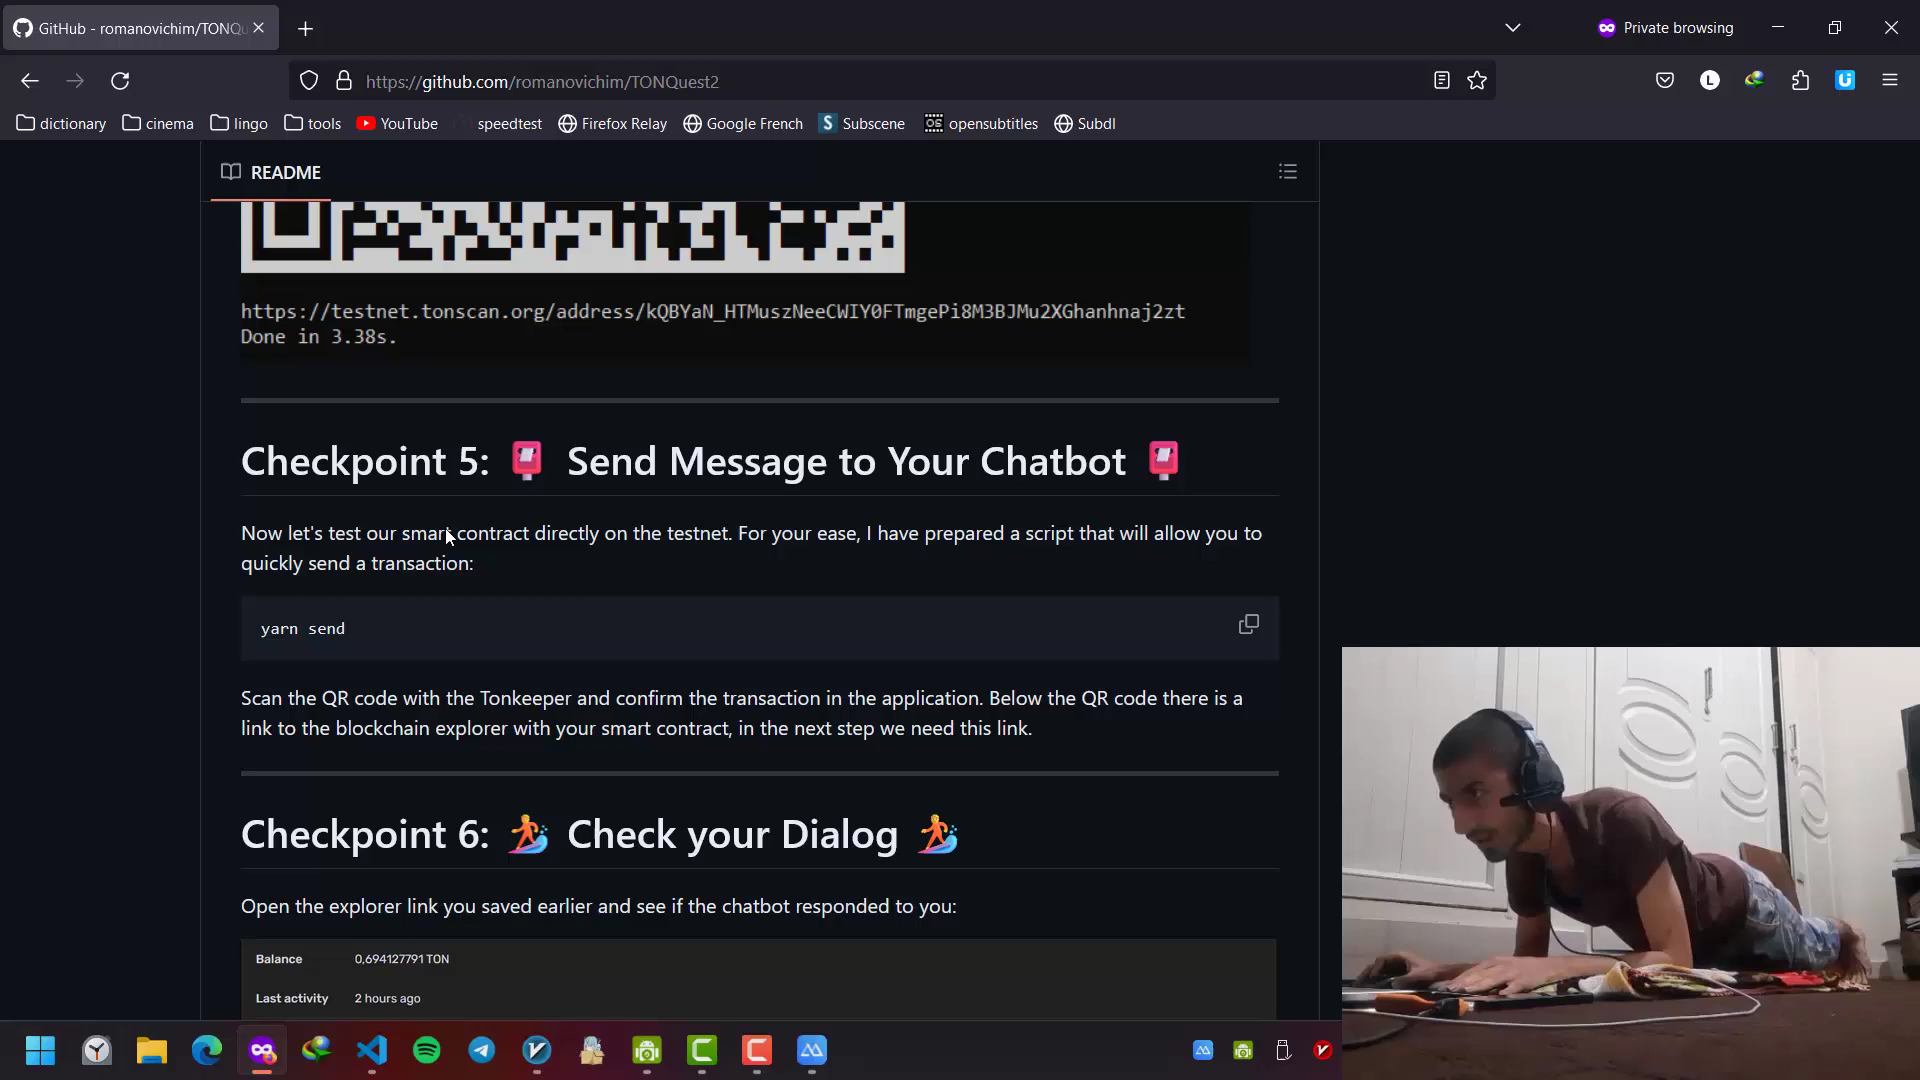 GitHub - romanovichim/TONQu
Private browsing
https://github.com/romanovichim/TONQuest2
L
dictionary cinema lingo tools YouTube speedtest Firefox Relay Google French S Subscene OS opensubtitles Subdl
README
https://testnet.tonscan.org/address/kQBYaN_HTMuszNeeCWIY0FTmgePi8M3BJMu2XGhanhnaj2zt
Done in 3.38s.
Checkpoint 5: Send Message to Your Chatbot
Now let's test our smart contract directly on the testnet. For your ease, I have prepared a script that will allow you to
quickly send a transaction:
yarn send
Scan the QR code with the Tonkeeper and confirm the transaction in the application. Below the QR code there is a
link to the blockchain explorer with your smart contract, in the next step we need this link.
Checkpoint 6: Check your Dialog
Open the explorer link you saved earlier and see if the chatbot responded to you:
Balance 0,694127791 TON
Last activity 2 hours ago